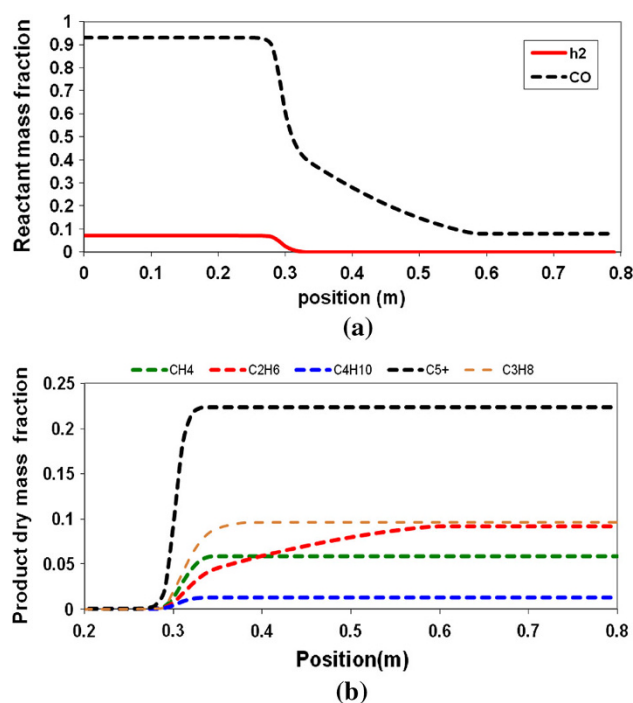 1
0.9
0.8
0.7
0.6
0.5
0.4
0.3
0.2
0.1
0
Reactant mass fraction
h2
CO
0 0.1 0.2 0.3 0.4 0.5 0.6 0.7 0.8
position (m)
(a)
CH4 C2H6 C4H10 C5+ C3H8
0.25
0.2
0.15
0.1
0.05
0
Product dry mass fraction
0.2 0.3 0.4 0.5 0.6 0.7 0.8
Position(m)
(b)